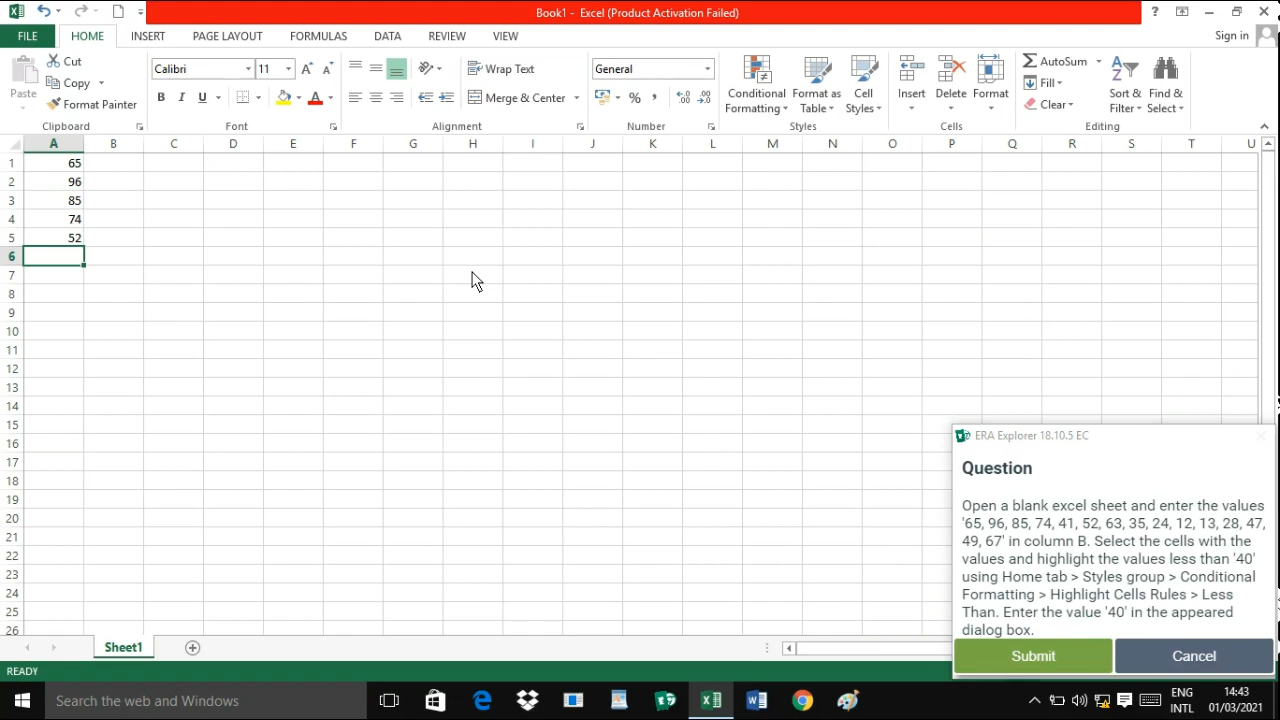 Book1 - Excel (Product Activation Failed)
?
FILE HOME INSERT PAGE LAYOUT FORMULAS DATA REVIEW VIEW Sign in
Cut Calibri 11 Wrap Text General AutoSum
Paste Copy Conditional Formatting Format as Table Cell Styles Insert Delete Format Fill Sort & Filter Find & Select
Format Painter B I U A Merge & Center % , Clear
Clipboard Font Alignment Number Styles Cells Editing
A B C D E F G H I J K L M N O P Q R S T U
1 65
2 96
3 85
4 74
5 52
6
7
8
9
10
11
12
13
14
15
16
17
18
19
20
21
22
23
24
25
26
ERA Explorer 18.10.5 EC
Question
Open a blank excel sheet and enter the values
'65, 96, 85, 74, 41, 52, 63, 35, 24, 12, 13, 28, 47,
49, 67' in column B. Select the cells with the
values and highlight the values less than '40'
using Home tab > Styles group > Conditional
Formatting > Highlight Cells Rules > Less
Than. Enter the value '40' in the appeared
dialog box.
Submit Cancel
Sheet1
READY
Search the web and Windows
ENG 14:43
INTL 01/03/2021